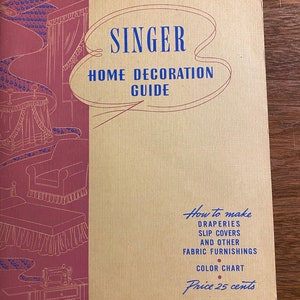 SINGER
HOME DECORATION
GUIDE
How to make
DRAPERIES
SLIP COVERS
AND OTHER
FABRIC FURNISHINGS
•
COLOR CHART
•
Price 25 cents